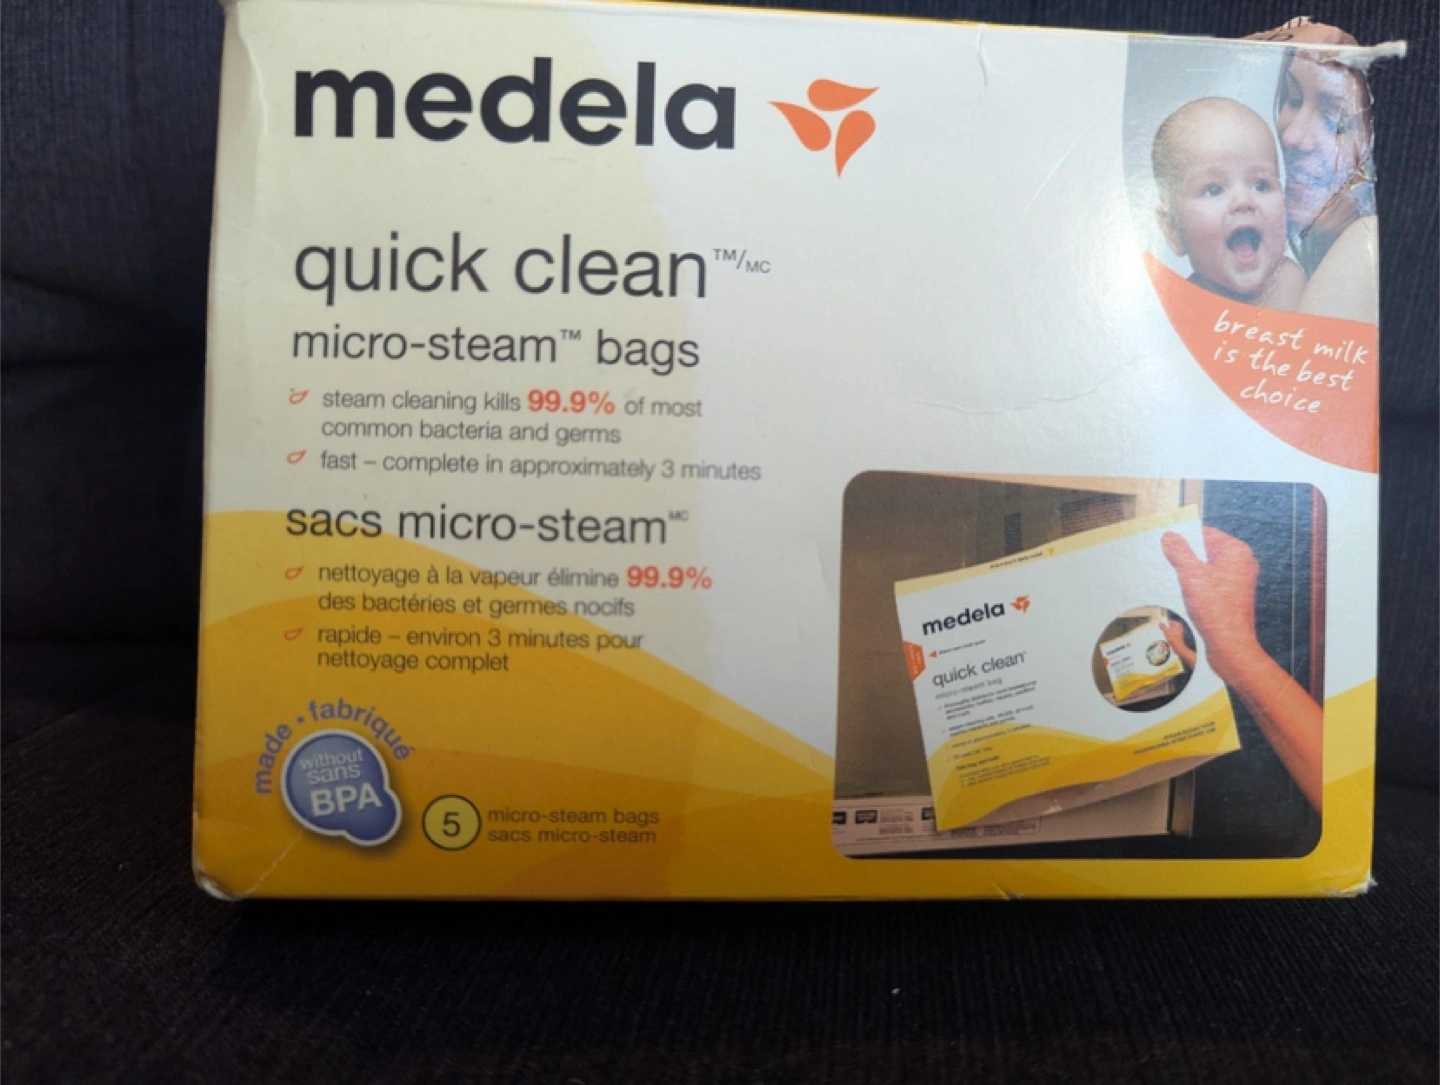 medela
quick clean™/MC
micro-steam™ bags
steam cleaning kills 99.9% of most
common bacteria and germs
fast – complete in approximately 3 minutes
sacs micro-steam MC
nettoyage à la vapeur élimine 99.9%
des bactéries et germes nocifs
rapide – environ 3 minutes pour
nettoyage complet
made • fabriqué
without
sans
BPA
5
micro-steam bags
sacs micro-steam
breast milk
is the best
choice
medela
quick clean
micro-steam bag